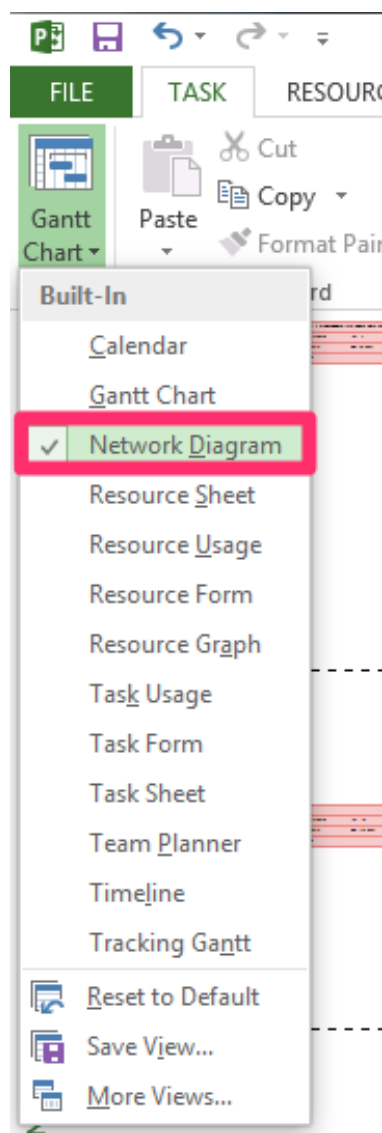 FILE TASK RESOURC
Cut
Copy
Format Pain
Gantt
Chart
Paste
rd
Built-In
Calendar
Gantt Chart
Network Diagram
Resource Sheet
Resource Usage
Resource Form
Resource Graph
Task Usage
Task Form
Task Sheet
Team Planner
Timeline
Tracking Gantt
Reset to Default
Save View...
More Views...